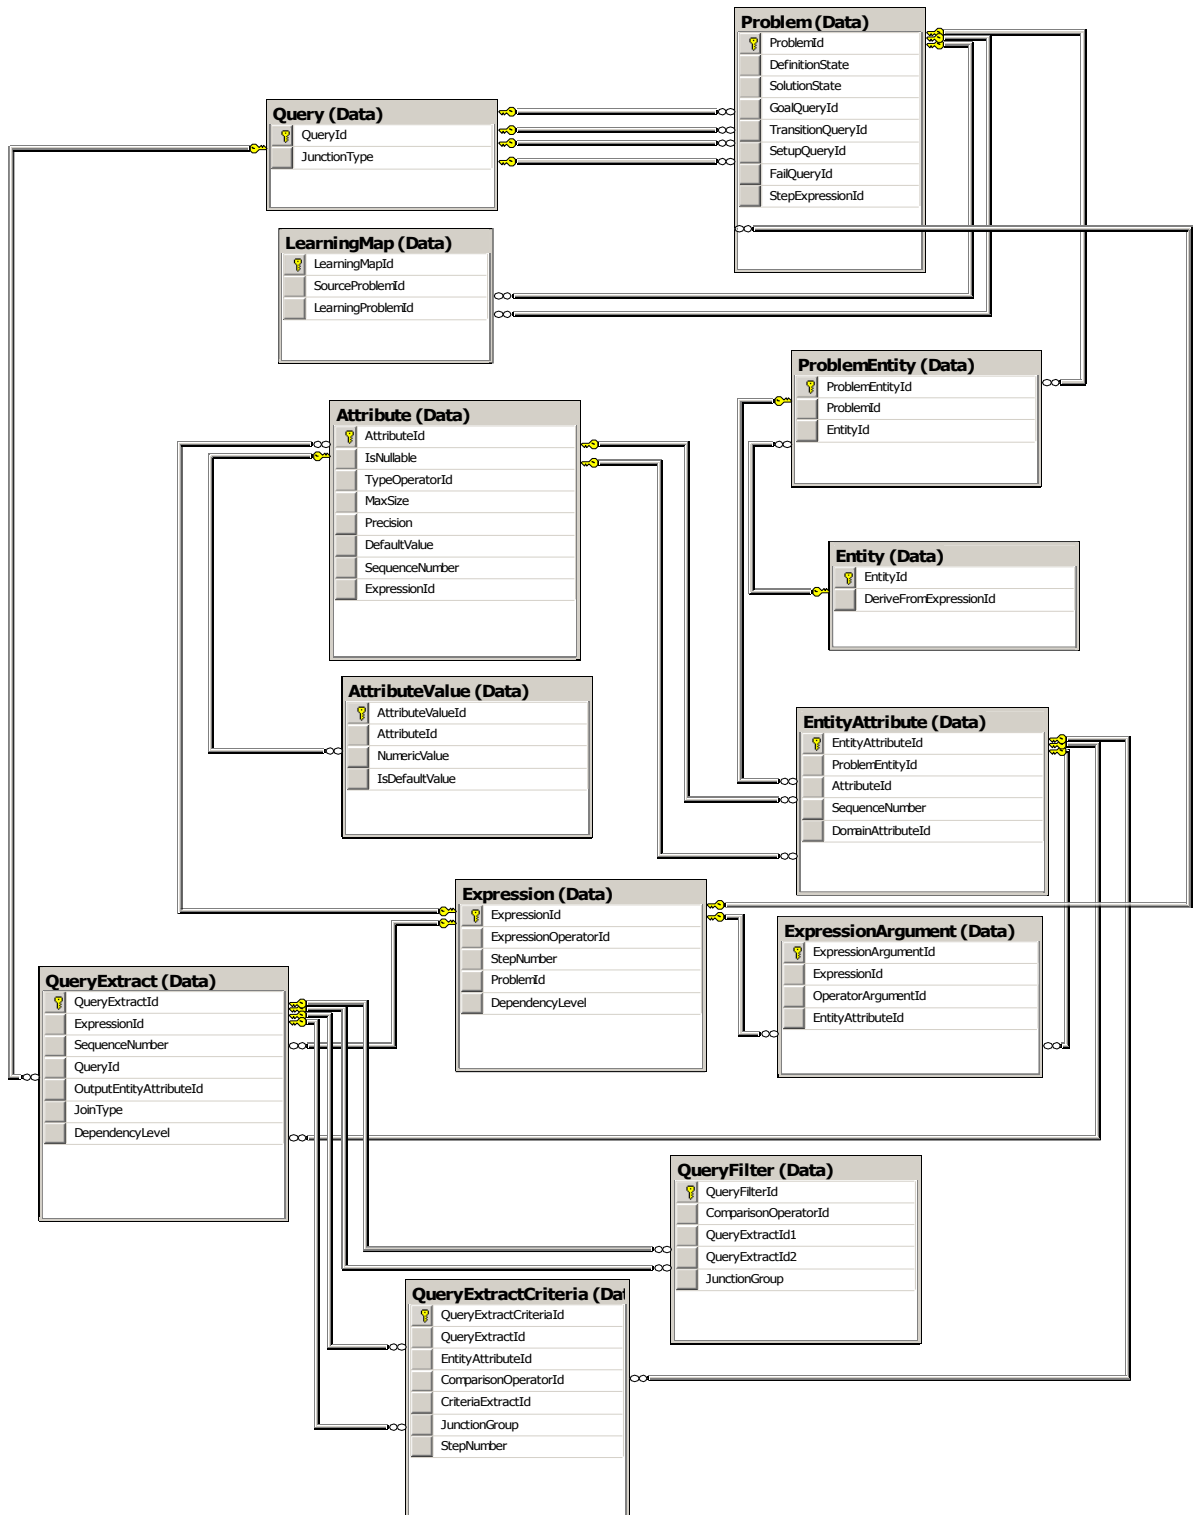 Problem (Data)
ProblemId
DefinitionState
SolutionState
GoalQueryId
TransitionQueryId
SetupQueryId
FailQueryId
StepExpressionId
Query (Data)
QueryId
JunctionType
LearningMap (Data)
LearningMapId
SourceProblemId
LearningProblemId
ProblemEntity (Data)
ProblemEntityId
ProblemId
EntityId
Attribute (Data)
AttributeId
IsNullable
TypeOperatorId
MaxSize
Precision
DefaultValue
SequenceNumber
ExpressionId
Entity (Data)
EntityId
DeriveFromExpressionId
AttributeValue (Data)
AttributeValueId
AttributeId
NumericValue
IsDefaultValue
EntityAttribute (Data)
EntityAttributeId
ProblemEntityId
AttributeId
SequenceNumber
DomainAttributeId
Expression (Data)
ExpressionId
ExpressionOperatorId
StepNumber
ProblemId
DependencyLevel
ExpressionArgument (Data)
ExpressionArgumentId
ExpressionId
OperatorArgumentId
EntityAttributeId
QueryExtract (Data)
QueryExtractId
ExpressionId
SequenceNumber
QueryId
OutputEntityAttributeId
JoinType
DependencyLevel
QueryFilter (Data)
QueryFilterId
ComparisonOperatorId
QueryExtractId1
QueryExtractId2
JunctionGroup
QueryExtractCriteria (Dat
QueryExtractCriteriaId
QueryExtractId
EntityAttributeId
ComparisonOperatorId
CriteriaExtractId
JunctionGroup
StepNumber